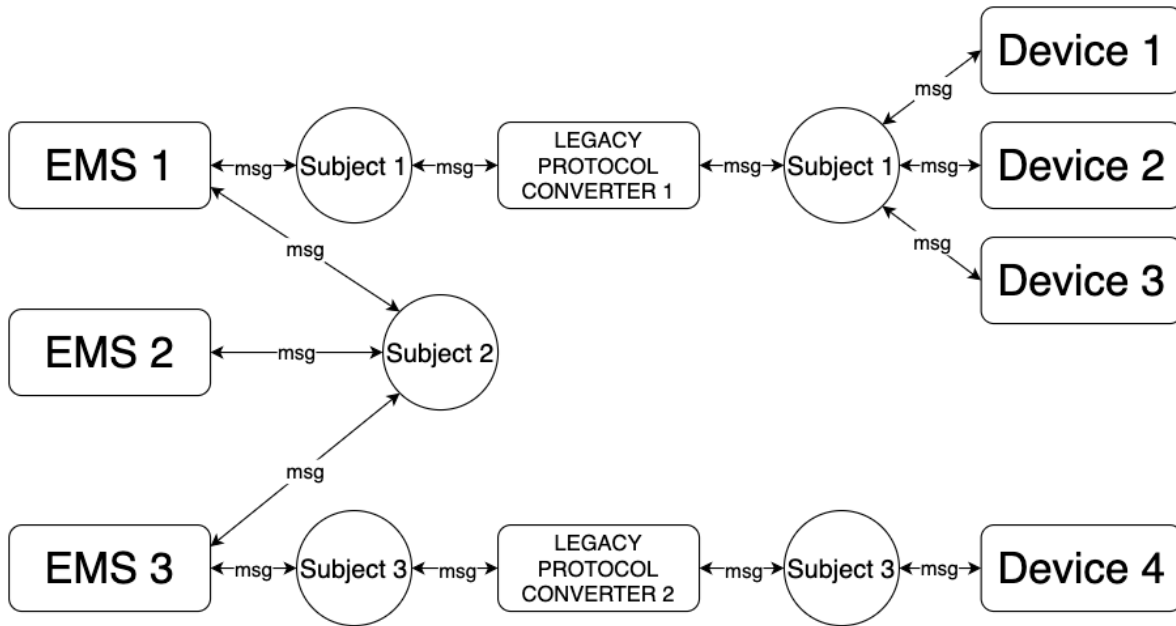 Device 1
msg
EMS 1
msg
Subject 1
msg
LEGACY
PROTOCOL
CONVERTER 1
msg
Subject 1
msg
Device 2
msg
msg
Device 3
EMS 2
msg
Subject 2
msg
EMS 3
msg
Subject 3
msg
LEGACY
PROTOCOL
CONVERTER 2
msg
Subject 3
msg
Device 4